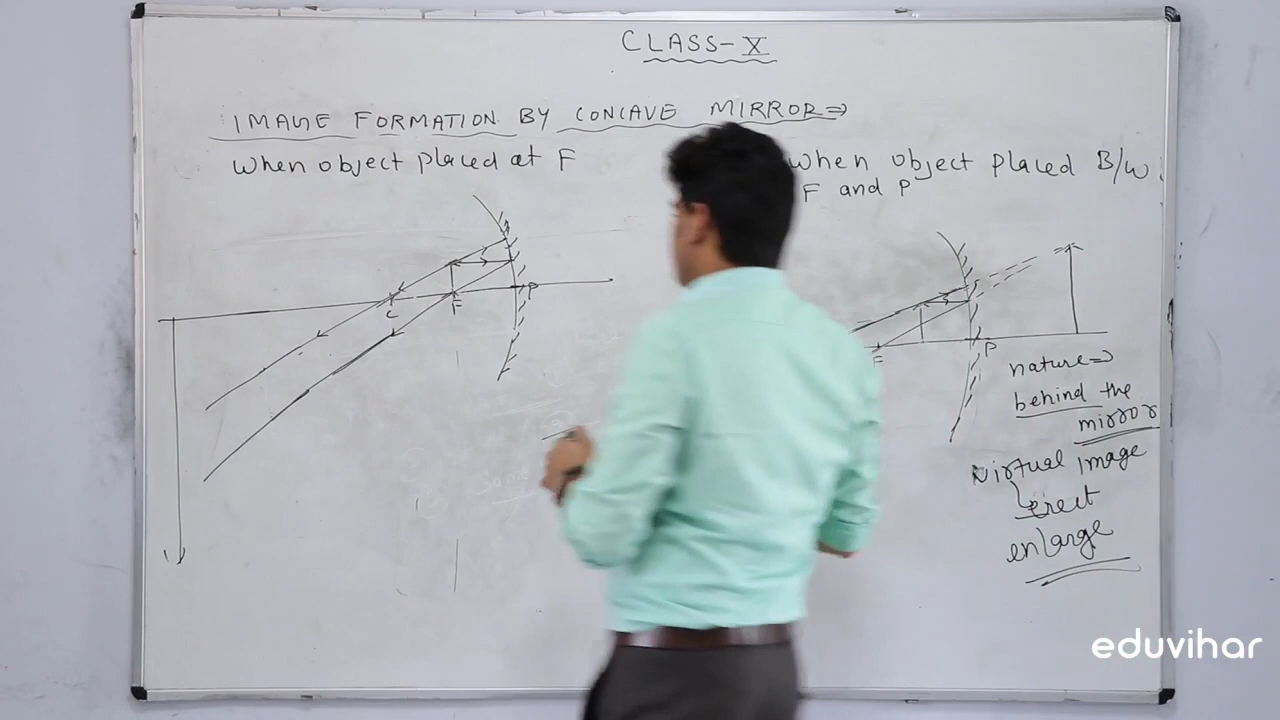 CLASS-X
IMAGE FORMATION BY CONCAVE MIRROR ⇒
when object placed at F
when object placed B/W
F and P
C
F
P
F
P
nature ⇒
behind the
mirror
virtual image
erect
enlarge
eduvihar